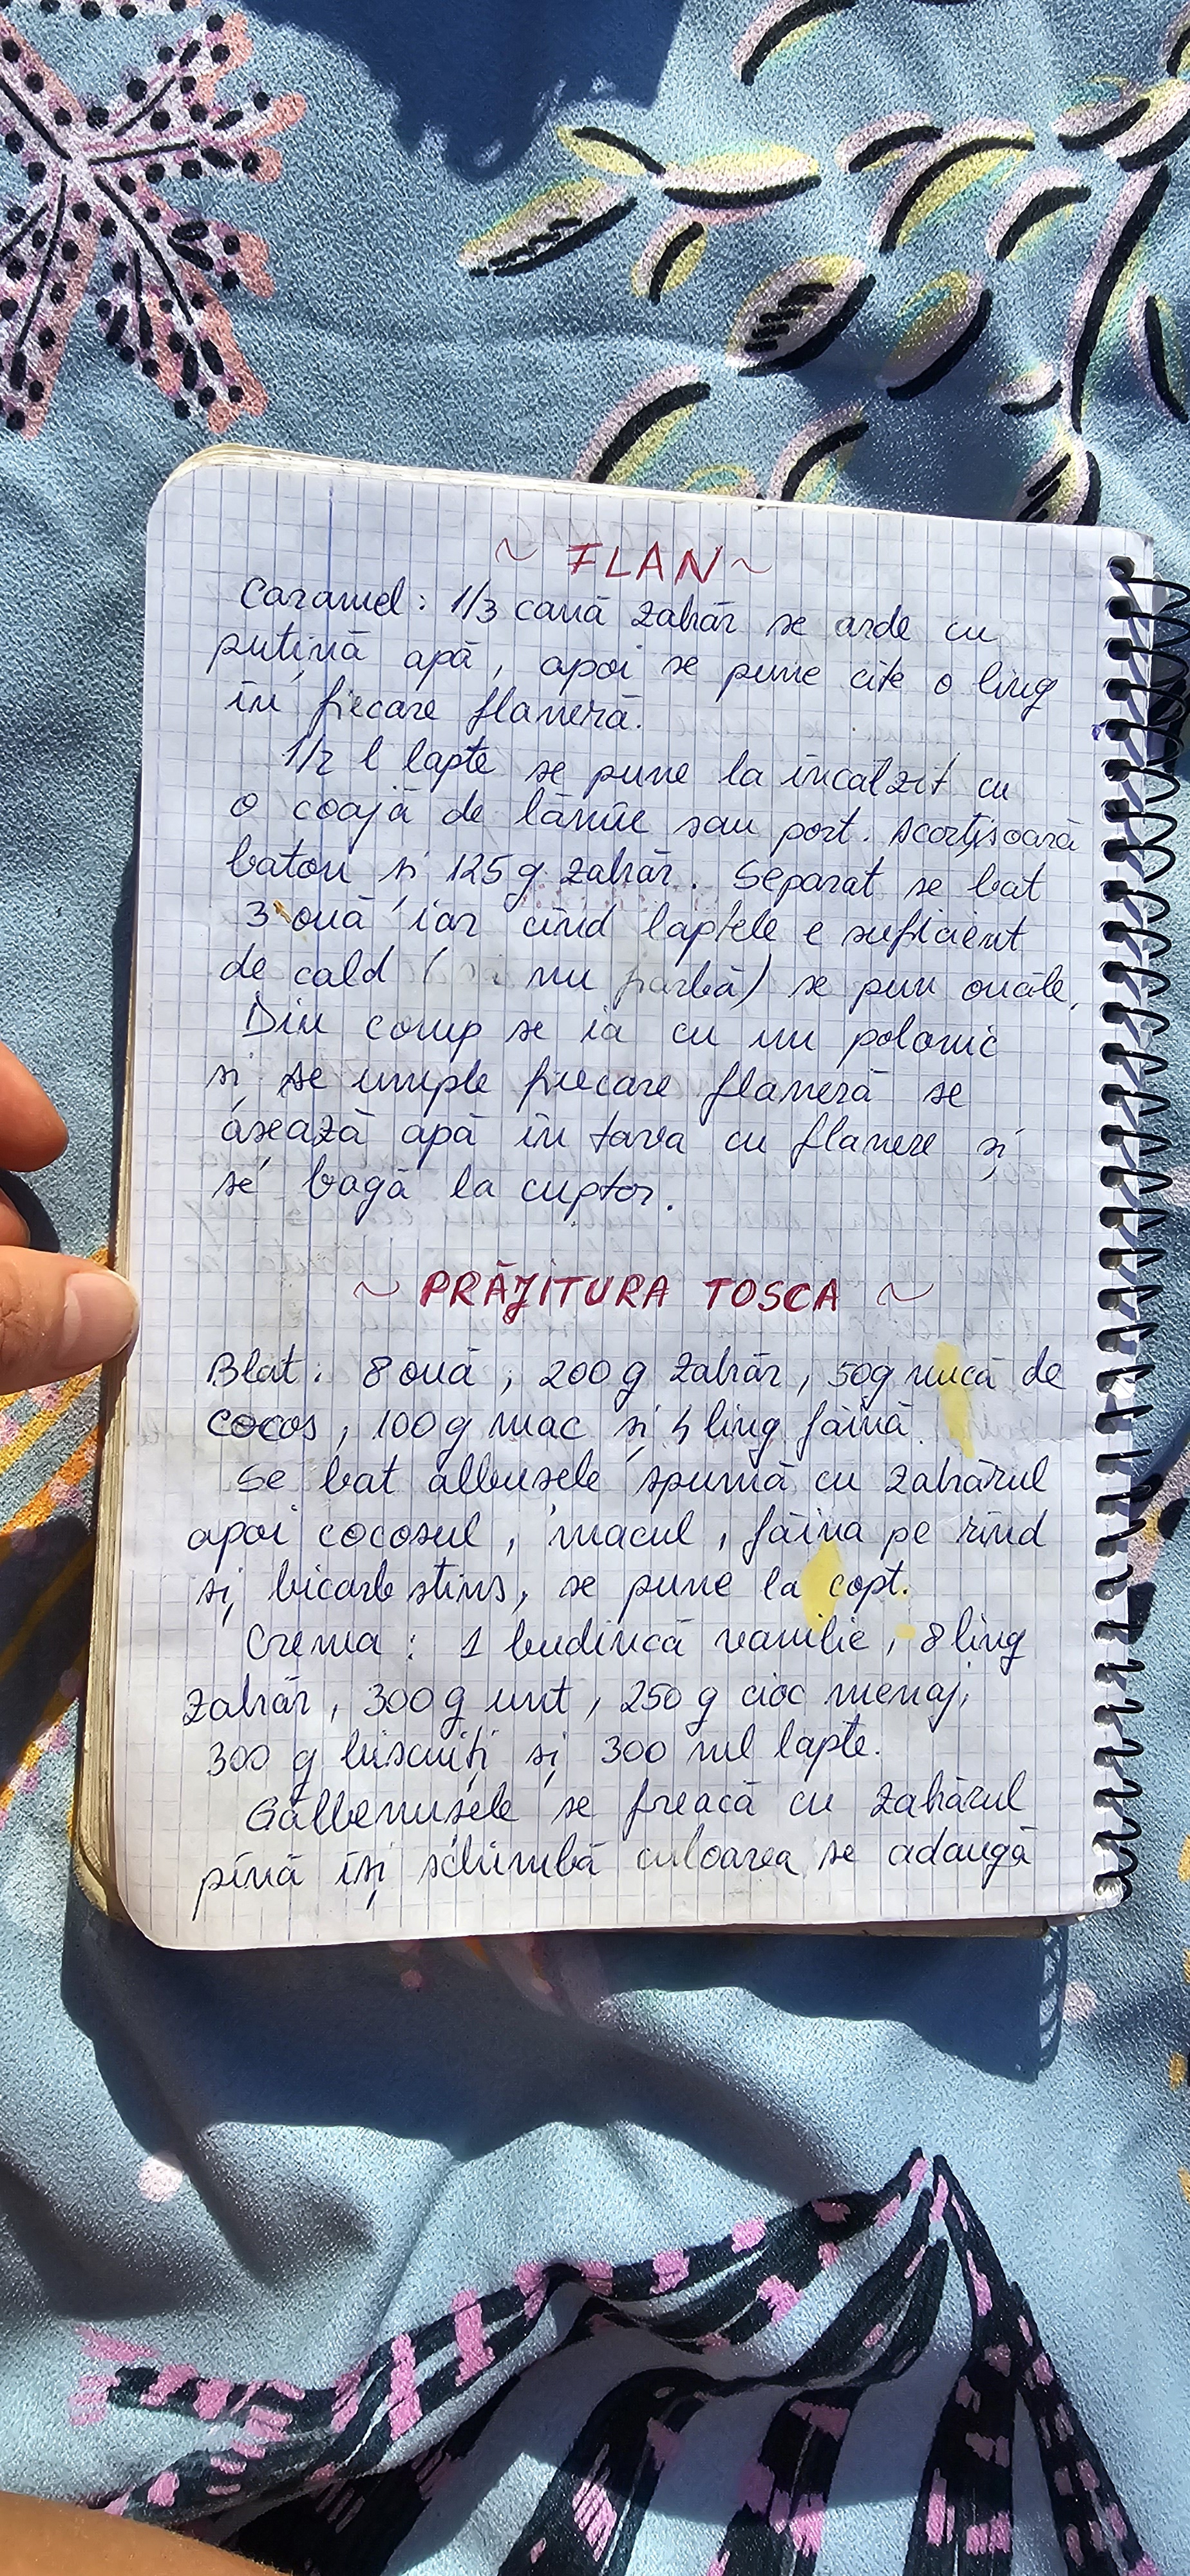 ~ FLAN ~
Caramel: 1/3 cană zahăr se arde cu
puțină apă, apoi se pune cîte o ling
în fiecare flaneră.
1/2 l lapte se pune la încălzit cu
o coajă de lămîie sau port. scorțișoară
baton și 125 g zahăr. Separat se bat
3 ouă iar cînd laptele e suficient
de cald ( nu fiarbă) se pun ouăle.
Din comp se ia cu un polonic
și se umple fiecare flaneră se
așează apă în tava cu flanere și
se bagă la cuptor.
~ PRĂJITURA TOSCA ~
Blat: 8 ouă, 200 g zahăr, 50g nucă de
cocos, 100 g mac și 4 ling făină
Se bat albușele spumă cu zahărul
apoi cocosul, macul, făina pe rînd
și bicarb stins, se pune la copt.
Crema: 1 budincă vanilie, 8 ling
zahăr, 300 g unt, 250 g cioc menaj,
300 g biscuiți și 300 ml lapte.
Gălbenușele se freacă cu zahărul
pînă își schimbă culoarea se adaugă